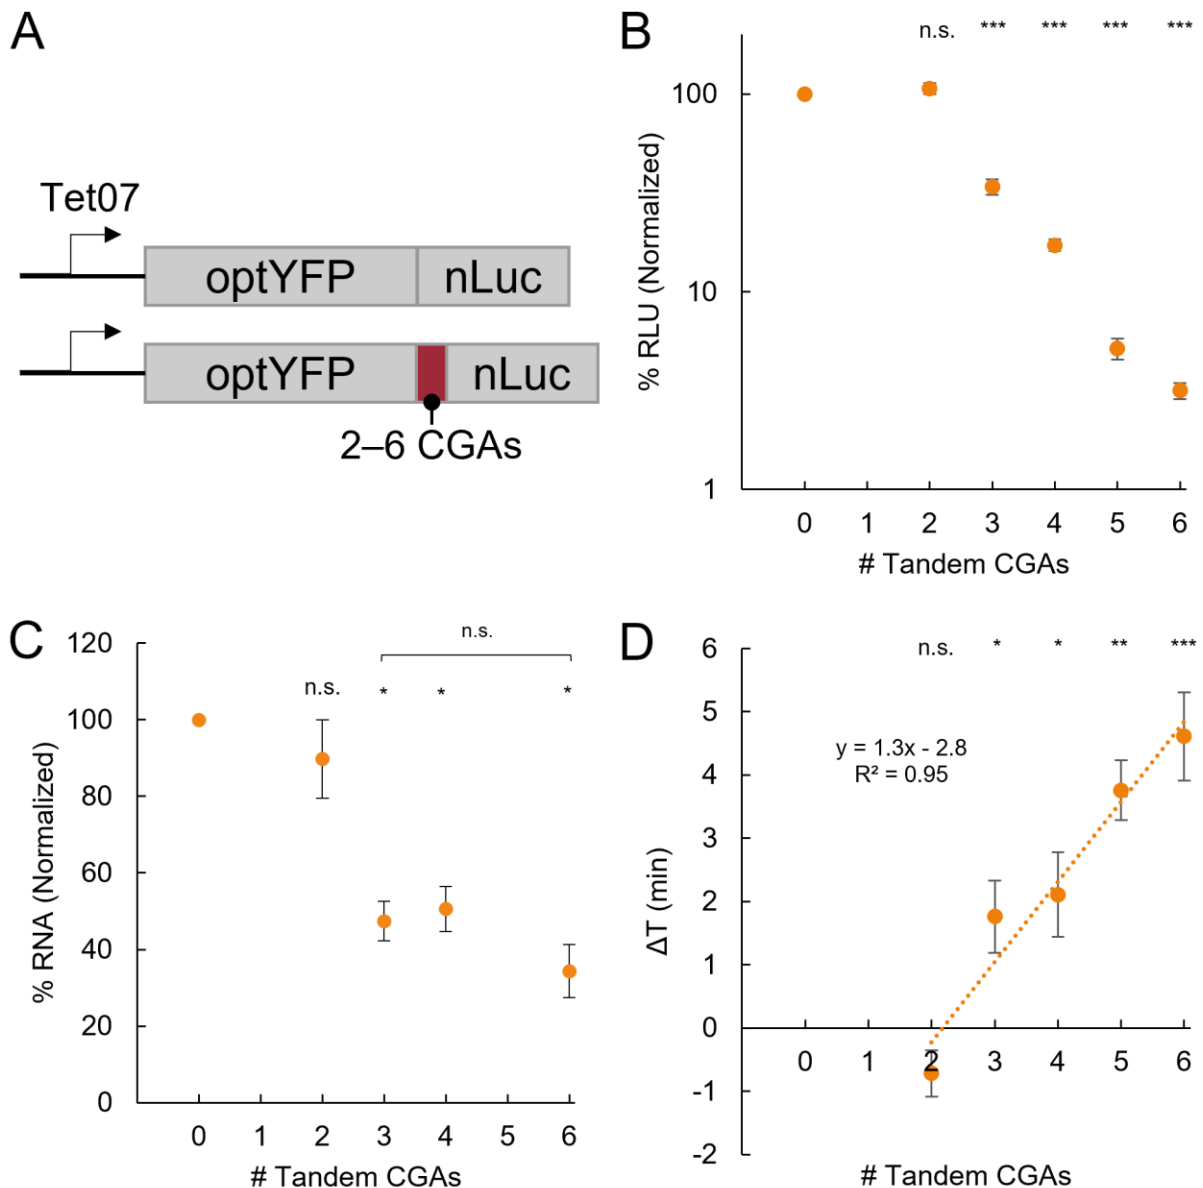 A
Tet07
optYFP
nLuc
optYFP
nLuc
2–6 CGAs
B
n.s. *** *** *** ***
100
10
1
% RLU (Normalized)
0 1 2 3 4 5 6
# Tandem CGAs
C
n.s.
n.s. * * *
120
100
80
60
40
20
0
% RNA (Normalized)
0 1 2 3 4 5 6
# Tandem CGAs
D
n.s. * * ** ***
6
5
4
3
2
1
0
-1
-2
y = 1.3x - 2.8
R² = 0.95
ΔT (min)
0 1 2 3 4 5 6
# Tandem CGAs